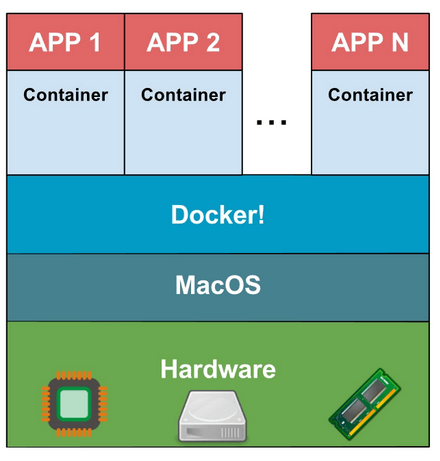 APP 1 APP 2 APP N
Container Container ... Container
Docker!
MacOS
Hardware